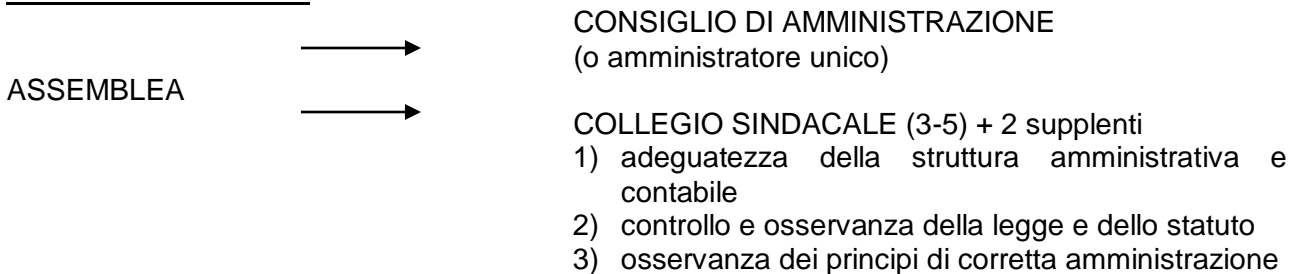 CONSIGLIO DI AMMINISTRAZIONE
(o amministratore unico)
ASSEMBLEA
COLLEGIO SINDACALE (3-5) + 2 supplenti
1) adeguatezza della struttura amministrativa e
contabile
2) controllo e osservanza della legge e dello statuto
3) osservanza dei principi di corretta amministrazione